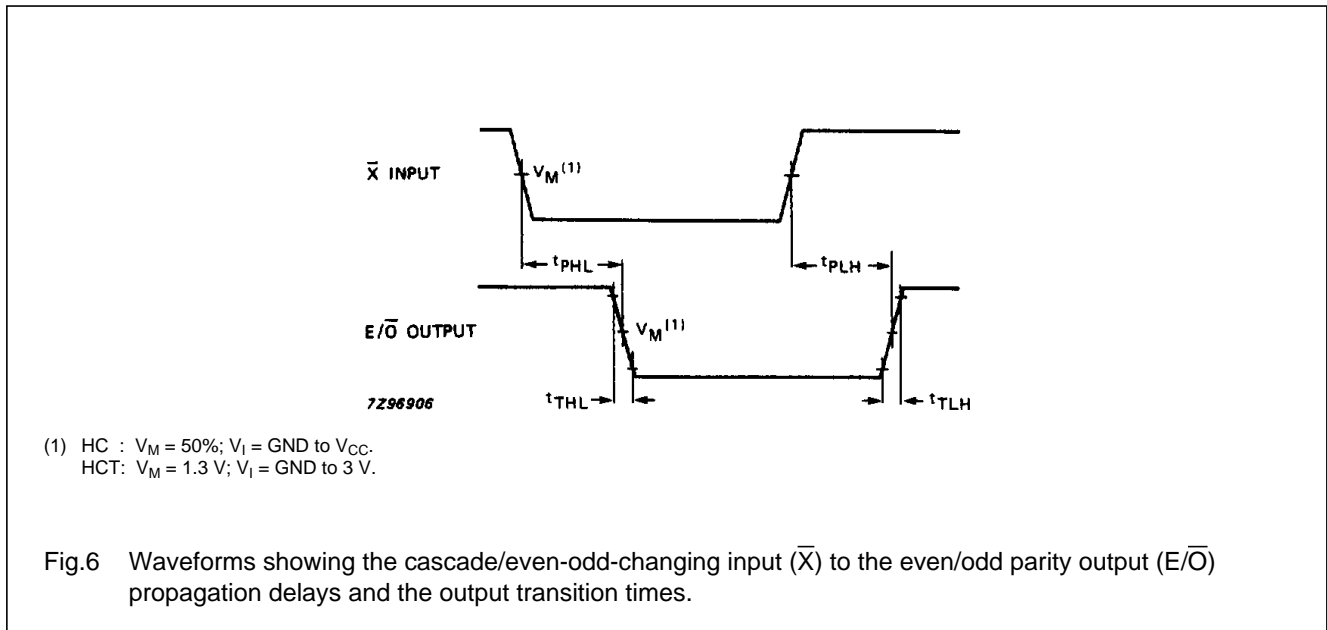 X̅ INPUT
V_M(1)
t_PHL
t_PLH
E/O̅ OUTPUT
V_M(1)
7Z96906
t_THL
t_TLH
(1) HC : V_M = 50%; V_I = GND to V_CC.
HCT: V_M = 1.3 V; V_I = GND to 3 V.
Fig.6 Waveforms showing the cascade/even-odd-changing input (X̅) to the even/odd parity output (E/O̅)
propagation delays and the output transition times.